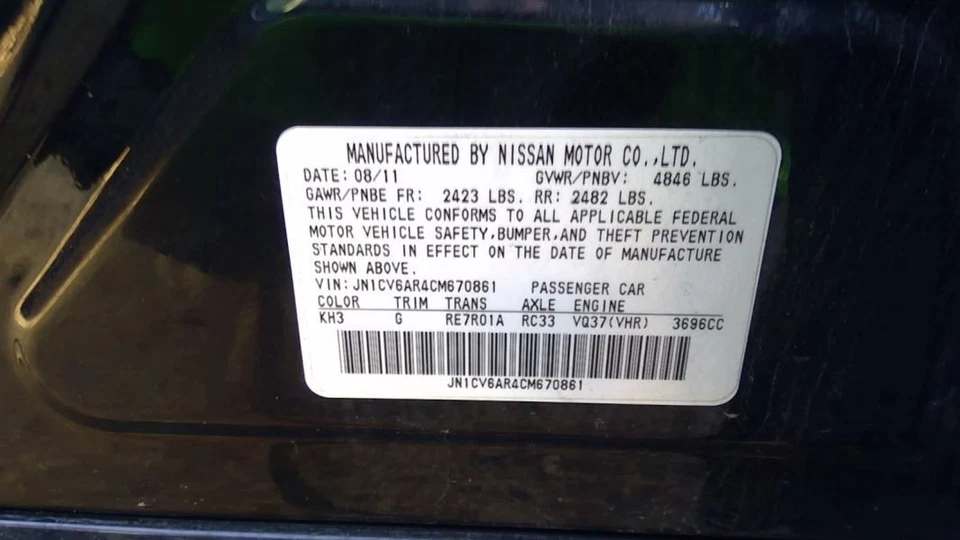 MANUFACTURED BY NISSAN MOTOR CO.,LTD.
DATE: 08/11 GVWR/PNBV: 4846 LBS.
GAWR/PNBE FR: 2423 LBS. RR: 2482 LBS.
THIS VEHICLE CONFORMS TO ALL APPLICABLE FEDERAL
MOTOR VEHICLE SAFETY,BUMPER,AND THEFT PREVENTION
STANDARDS IN EFFECT ON THE DATE OF MANUFACTURE
SHOWN ABOVE.
VIN: JN1CV6AR4CM670861 PASSENGER CAR
COLOR TRIM TRANS AXLE ENGINE
KH3 G RE7R01A RC33 VQ37(VHR) 3696CC
JN1CV6AR4CM670861